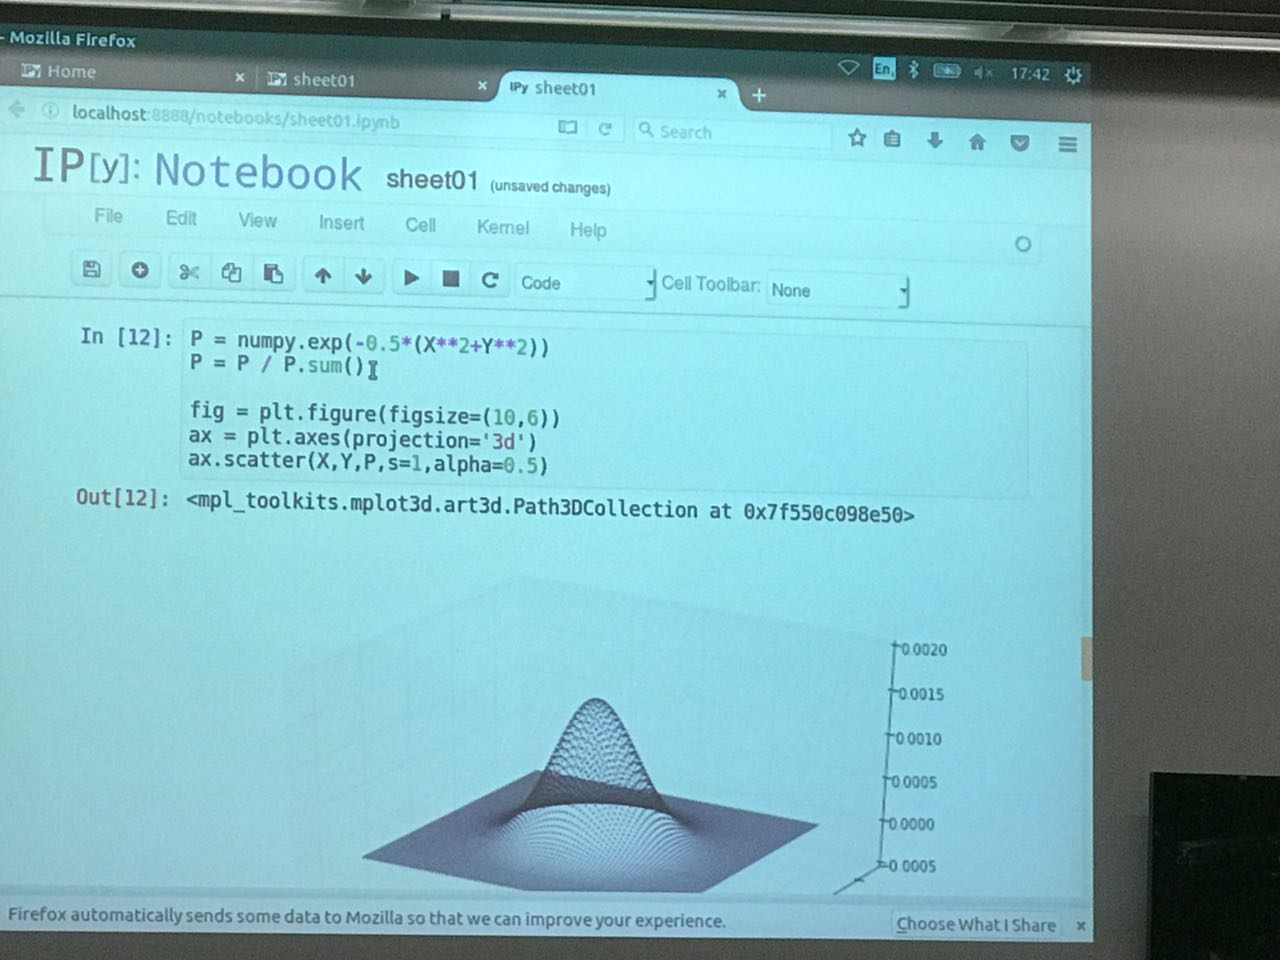 - Mozilla Firefox
IPy Home × IPy sheet01 × IPy sheet01 × +
En 17:42
localhost:8888/notebooks/sheet01.ipynb Search
IP[y]: Notebook sheet01 (unsaved changes)
File Edit View Insert Cell Kernel Help
Code Cell Toolbar: None
In [12]: P = numpy.exp(-0.5*(X**2+Y**2))
P = P / P.sum()
fig = plt.figure(figsize=(10,6))
ax = plt.axes(projection='3d')
ax.scatter(X,Y,P,s=1,alpha=0.5)
Out[12]: <mpl_toolkits.mplot3d.art3d.Path3DCollection at 0x7f550c098e50>
0.0020
0.0015
0.0010
0.0005
0.0000
0.0005
Firefox automatically sends some data to Mozilla so that we can improve your experience. Choose What I Share ×